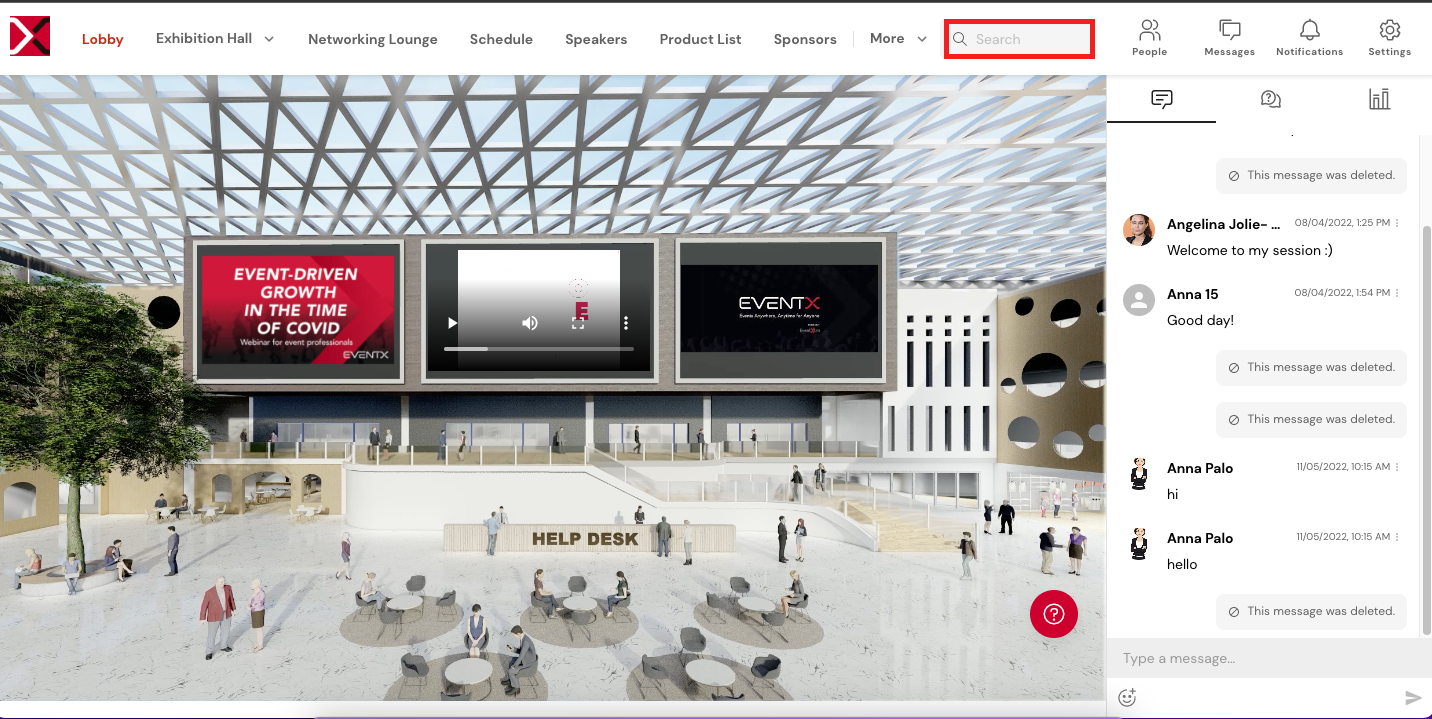 Lobby
Exhibition Hall
Networking Lounge
Schedule
Speakers
Product List
Sponsors
More
Search
People
Messages
Notifications
Settings
EVENT-DRIVEN
GROWTH
IN THE TIME
OF COVID
Webinar for event professionals
EVENTX
E
EVENTX
Events Anywhere, Anytime for Anyone
HELP DESK
This message was deleted.
Angelina Jolie- ... 08/04/2022, 1:25 PM
Welcome to my session :)
Anna 15 08/04/2022, 1:54 PM
Good day!
This message was deleted.
This message was deleted.
Anna Palo 11/05/2022, 10:15 AM
hi
Anna Palo 11/05/2022, 10:15 AM
hello
This message was deleted.
Type a message...